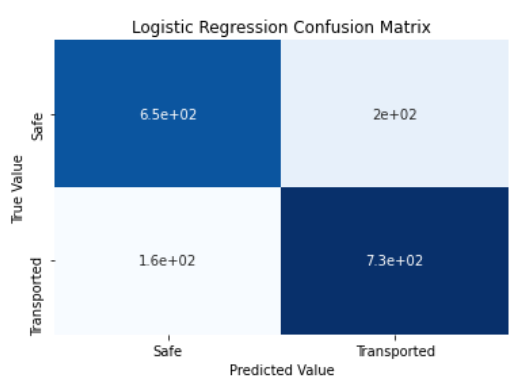 Logistic Regression Confusion Matrix
True Value
Safe
6.5e+02
2e+02
Transported
1.6e+02
7.3e+02
Safe
Transported
Predicted Value